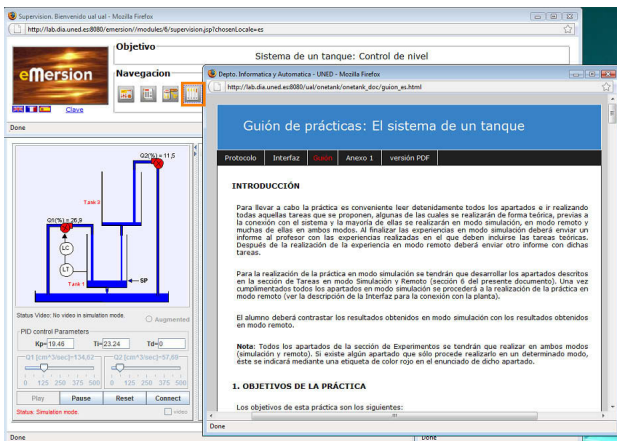 Supervision. Bienvenido ual ual - Mozilla Firefox
http://lab.dia.uned.es:8080/emersion//modules/6/supervision.jsp?chosenLocale=es
eMersion
Clave
Objetivo
Sistema de un tanque: Control de nivel
Navegacion
Done
Q2(%)=11,5
Tank 3
Q1(%)=26,9
LC
LT
Tank 1
SP
Status Video: No video in simulation mode.
Augmented
PID control Parameters
Kp=19.46 Ti=23.24 Td=0
Q1 [cm^3/sec]=134,62
Q2 [cm^3/sec]=57,69
0 125 250 375 500
0 125 250 375 500
Play Pause Reset Connect
Status: Simulation mode.
video
Done
Done
Depto. Informatica y Automatica - UNED - Mozilla Firefox
http://lab.dia.uned.es:8080/ual/onetank/onetank_doc/guion_es.html
Guión de prácticas: El sistema de un tanque
Protocolo Interfaz Guión Anexo 1 versión PDF
INTRODUCCIÓN
Para llevar a cabo la práctica es conveniente leer detenidamente todos los apartados e ir realizando
todas aquellas tareas que se proponen, algunas de las cuales se realizarán de forma teórica, previas a
la conexión con el sistema y la mayoría de ellas se realizarán en modo simulación, en modo remoto y
muchas de ellas en ambos modos. Al finalizar las experiencias en modo simulación deberá enviar un
informe al profesor con las experiencias realizadas en el que deben incluirse las tareas teóricas.
Después de la realización de la experiencia en modo remoto deberá enviar otro informe con dichas
tareas.
Para la realización de la práctica en modo simulación se tendrán que desarrollar los apartados descritos
en la sección de Tareas en modo Simulación y Remoto (sección 6 del presente documento). Una vez
cumplimentados todos los apartados en modo simulación se procederá a la realización de la práctica en
modo remoto (ver la descripción de la Interfaz para la conexión con la planta).
El alumno deberá contrastar los resultados obtenidos en modo simulación con los resultados obtenidos
en modo remoto.
Nota: Todos los apartados de la sección de Experimentos se tendrán que realizar en ambos modos
(simulación y remoto). Si existe algún apartado que sólo procede realizarlo en un determinado modo,
éste se indicará mediante una etiqueta de color rojo en el enunciado de dicho apartado.
1. OBJETIVOS DE LA PRÁCTICA
Los objetivos de esta práctica son los siguientes:
Done